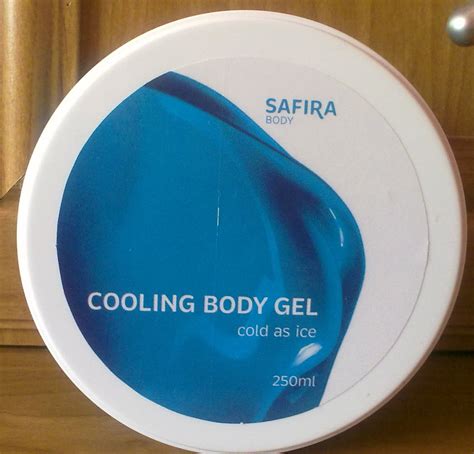 SAFIRA
BODY
COOLING BODY GEL
cold as ice
250ml